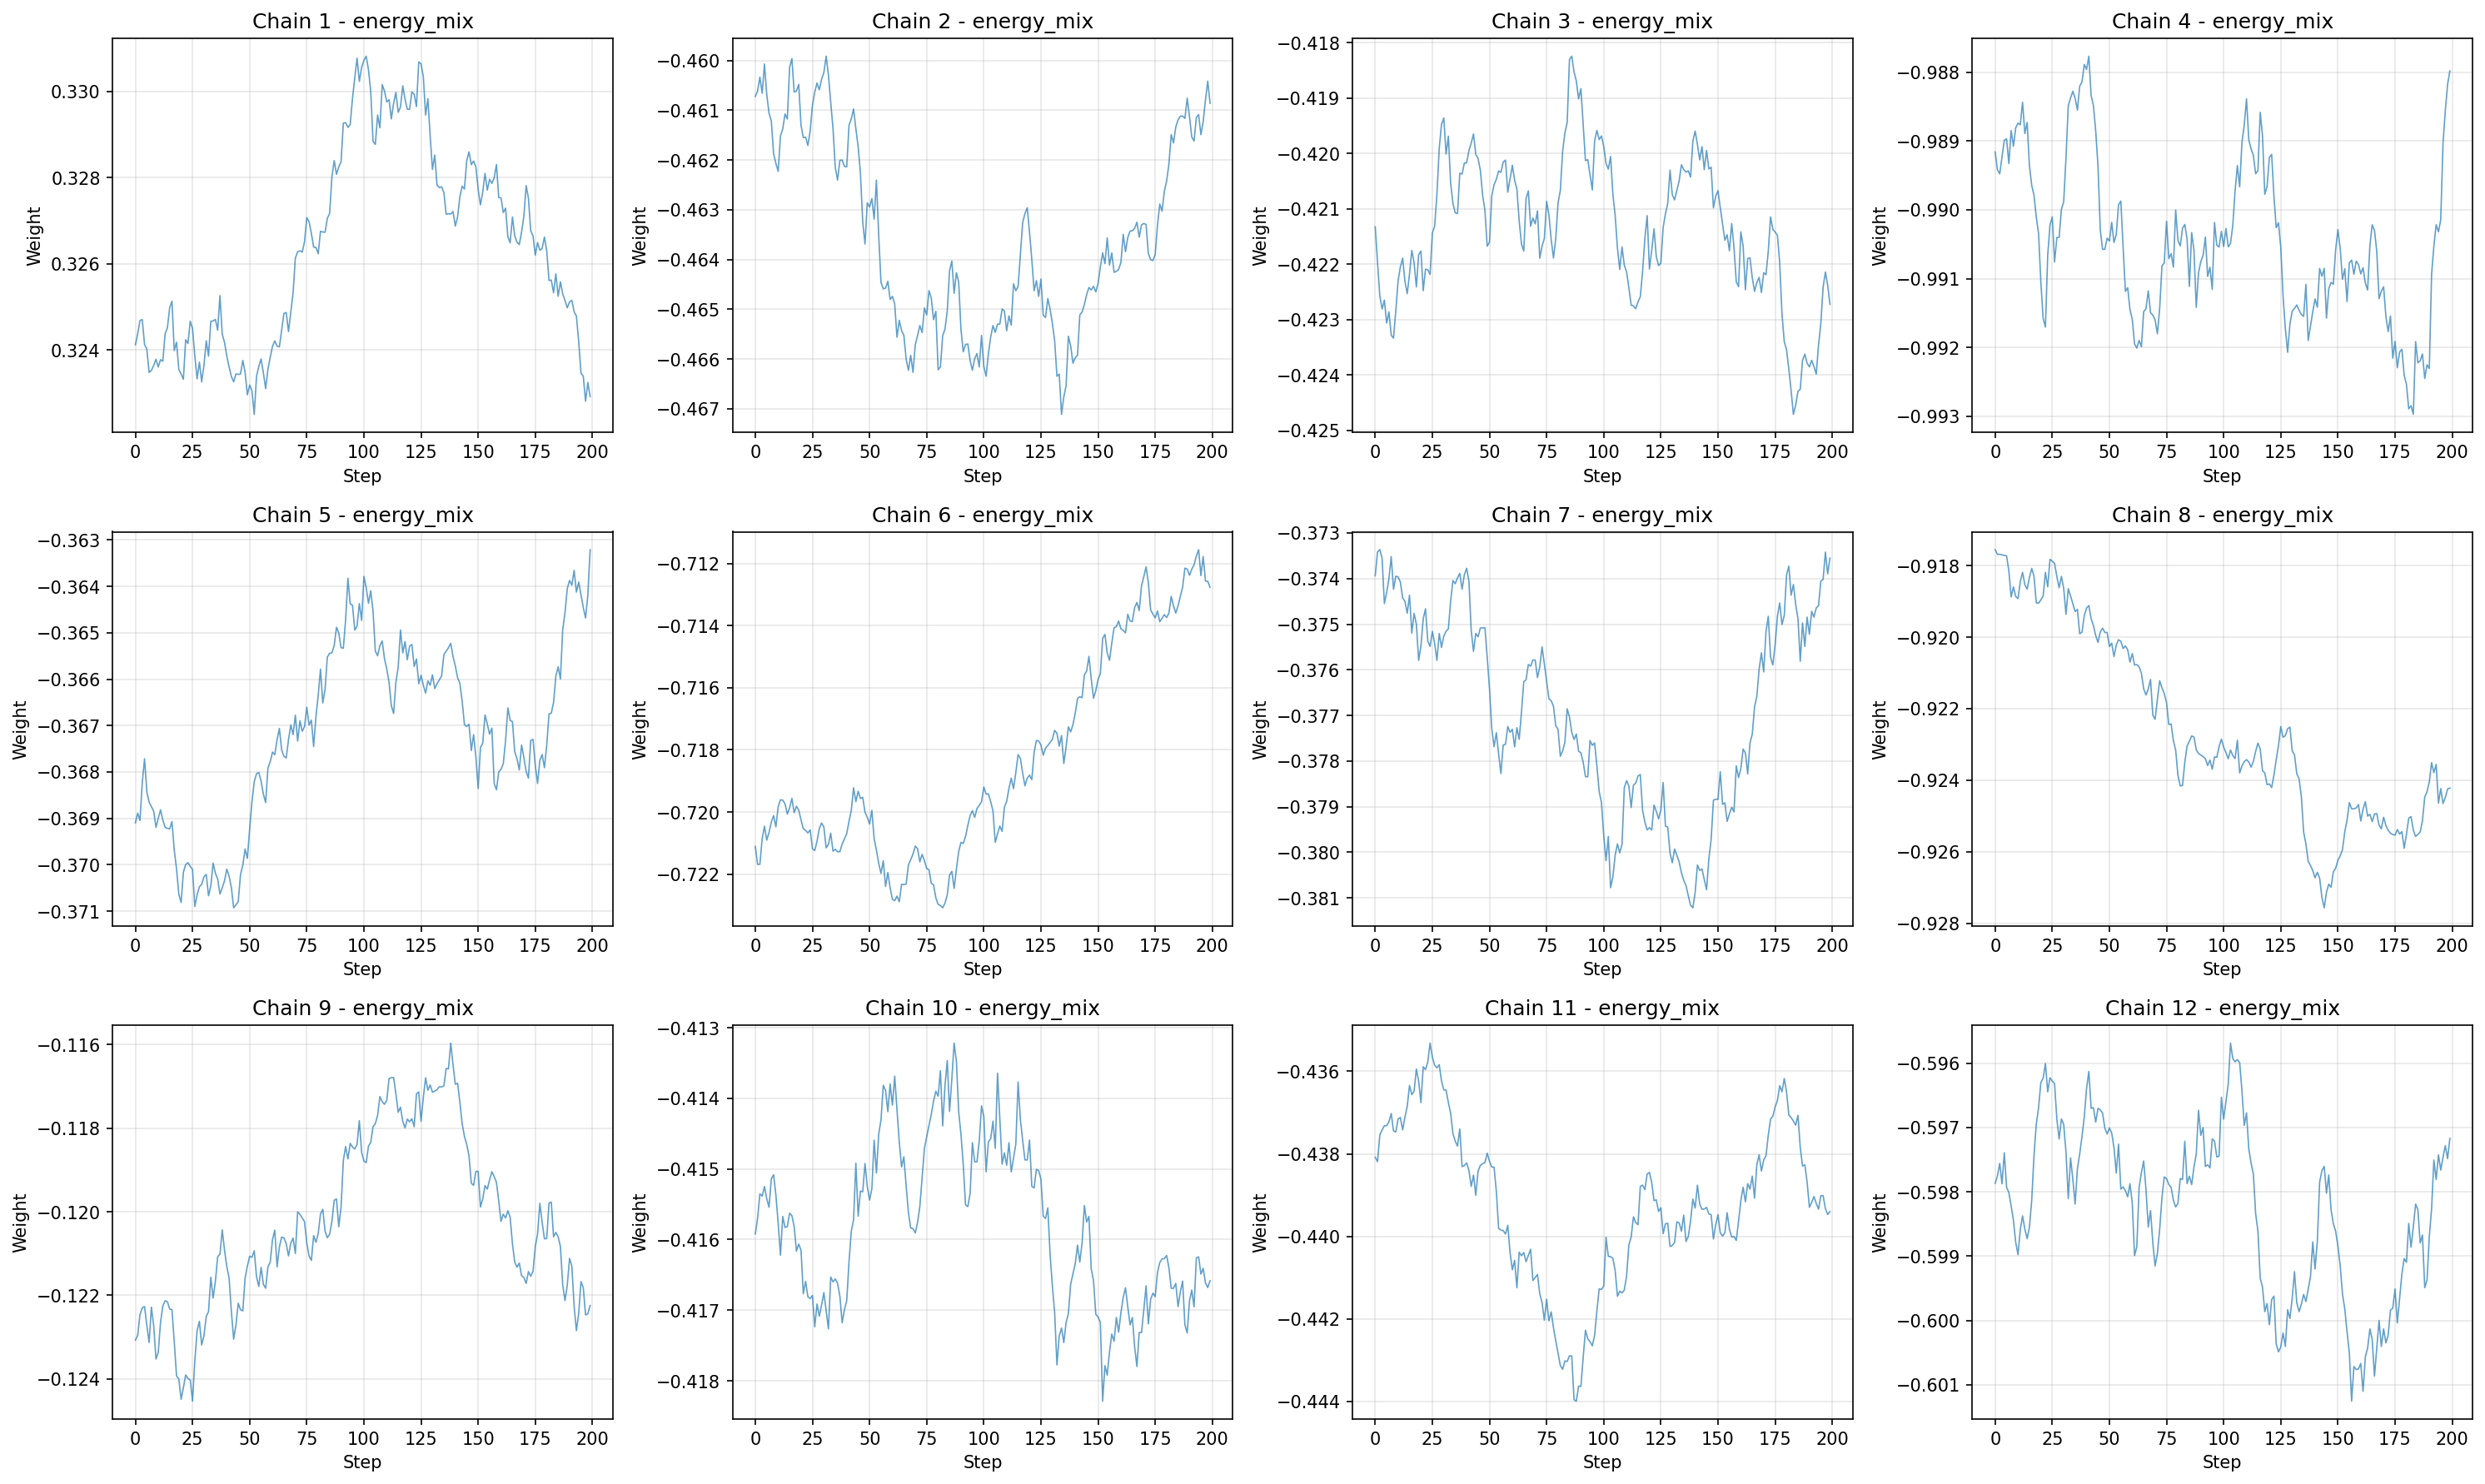 Chain 1 - energy_mix
Weight
0.330
0.328
0.326
0.324
0 25 50 75 100 125 150 175 200
Step
Chain 2 - energy_mix
Weight
−0.460
−0.461
−0.462
−0.463
−0.464
−0.465
−0.466
−0.467
0 25 50 75 100 125 150 175 200
Step
Chain 3 - energy_mix
Weight
−0.418
−0.419
−0.420
−0.421
−0.422
−0.423
−0.424
−0.425
0 25 50 75 100 125 150 175 200
Step
Chain 4 - energy_mix
Weight
−0.988
−0.989
−0.990
−0.991
−0.992
−0.993
0 25 50 75 100 125 150 175 200
Step
Chain 5 - energy_mix
Weight
−0.363
−0.364
−0.365
−0.366
−0.367
−0.368
−0.369
−0.370
−0.371
0 25 50 75 100 125 150 175 200
Step
Chain 6 - energy_mix
Weight
−0.712
−0.714
−0.716
−0.718
−0.720
−0.722
0 25 50 75 100 125 150 175 200
Step
Chain 7 - energy_mix
Weight
−0.373
−0.374
−0.375
−0.376
−0.377
−0.378
−0.379
−0.380
−0.381
0 25 50 75 100 125 150 175 200
Step
Chain 8 - energy_mix
Weight
−0.918
−0.920
−0.922
−0.924
−0.926
−0.928
0 25 50 75 100 125 150 175 200
Step
Chain 9 - energy_mix
Weight
−0.116
−0.118
−0.120
−0.122
−0.124
0 25 50 75 100 125 150 175 200
Step
Chain 10 - energy_mix
Weight
−0.413
−0.414
−0.415
−0.416
−0.417
−0.418
0 25 50 75 100 125 150 175 200
Step
Chain 11 - energy_mix
Weight
−0.436
−0.438
−0.440
−0.442
−0.444
0 25 50 75 100 125 150 175 200
Step
Chain 12 - energy_mix
Weight
−0.596
−0.597
−0.598
−0.599
−0.600
−0.601
0 25 50 75 100 125 150 175 200
Step